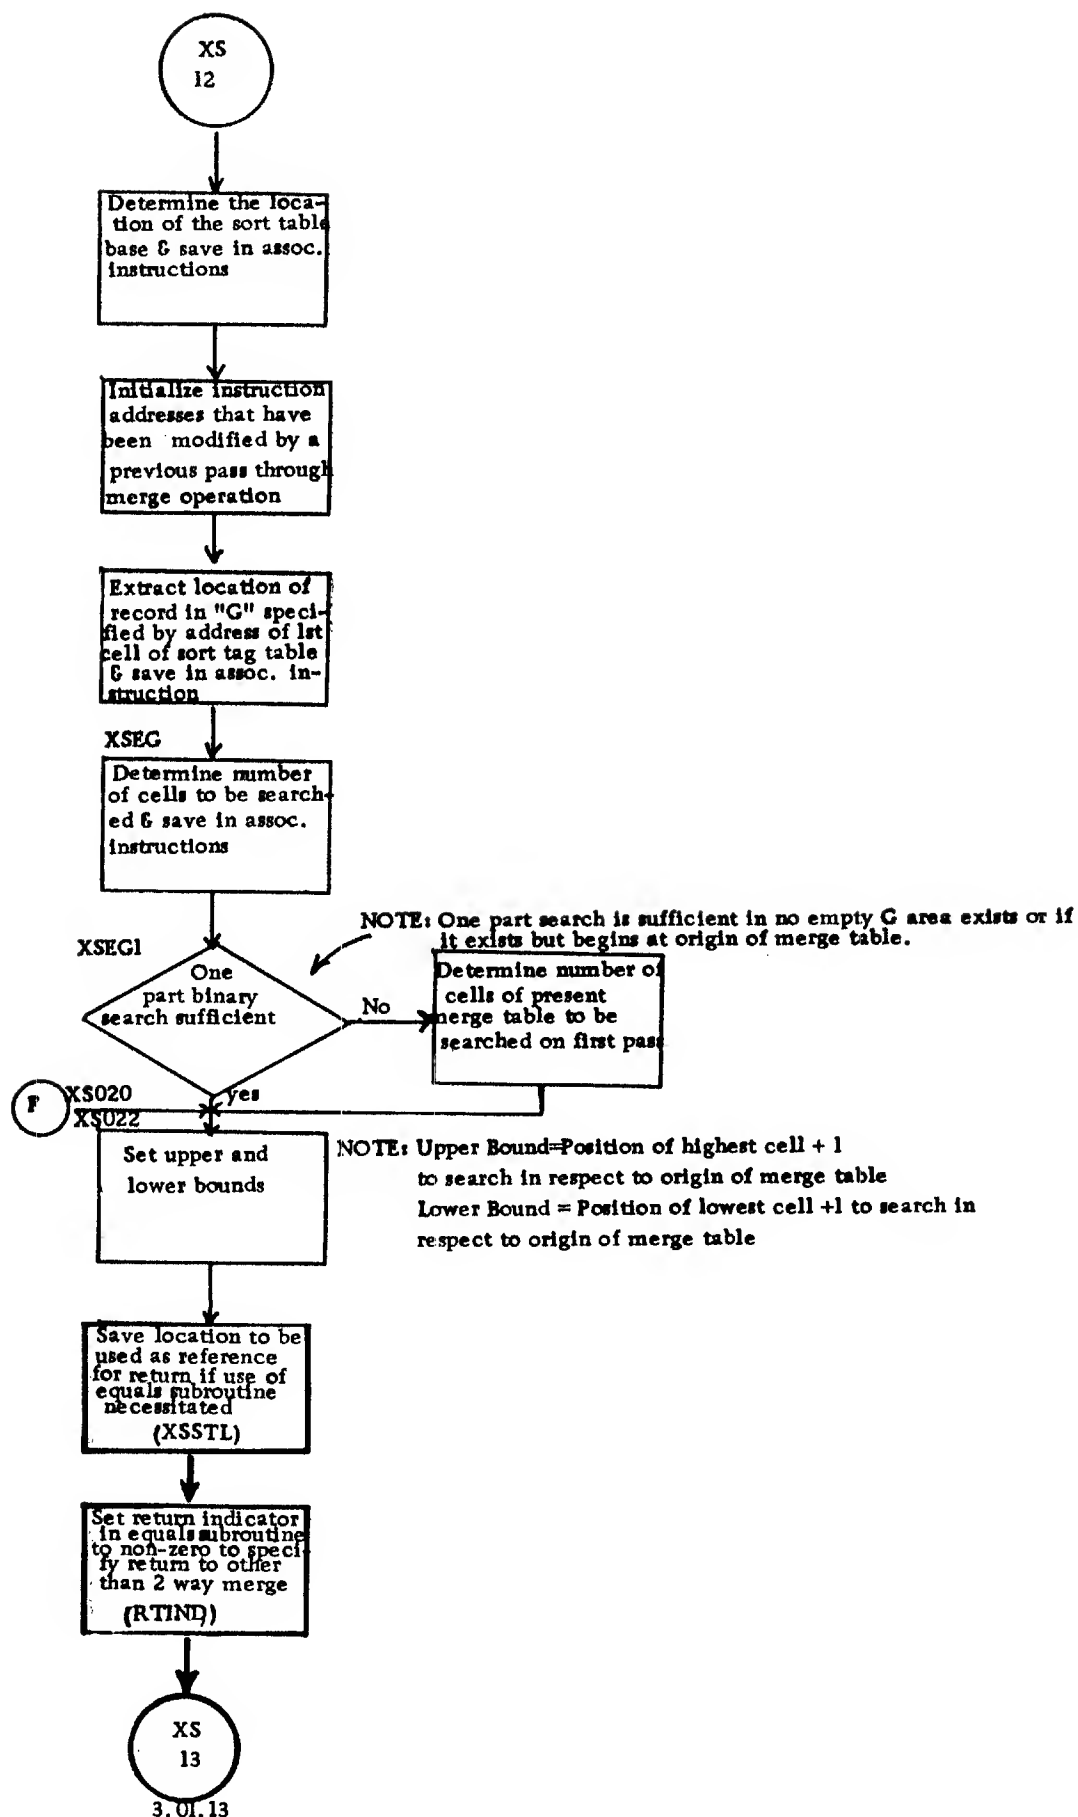 XS
12
Determine the loca-
tion of the sort table
base & save in assoc.
instructions
Initialize instruction
addresses that have
been modified by a
previous pass through
merge operation
Extract location of
record in "G" speci-
fied by address of 1st
cell of sort tag table
& save in assoc. in-
struction
XSEG
Determine number
of cells to be search-
ed & save in assoc.
instructions
NOTE: One part search is sufficient in no empty G area exists or if
it exists but begins at origin of merge table.
XSEG1
One
part binary
search sufficient
No
Determine number of
cells of present
merge table to be
searched on first pass
yes
F
XS020
XS022
Set upper and
lower bounds
NOTE: Upper Bound=Position of highest cell + 1
to search in respect to origin of merge table
Lower Bound = Position of lowest cell +1 to search in
respect to origin of merge table
Save location to be
used as reference
for return if use of
equals subroutine
necessitated
(XSSTL)
Set return indicator
in equals subroutine
to non-zero to speci-
fy return to other
than 2 way merge
(RTIND)
XS
13
3.01.13